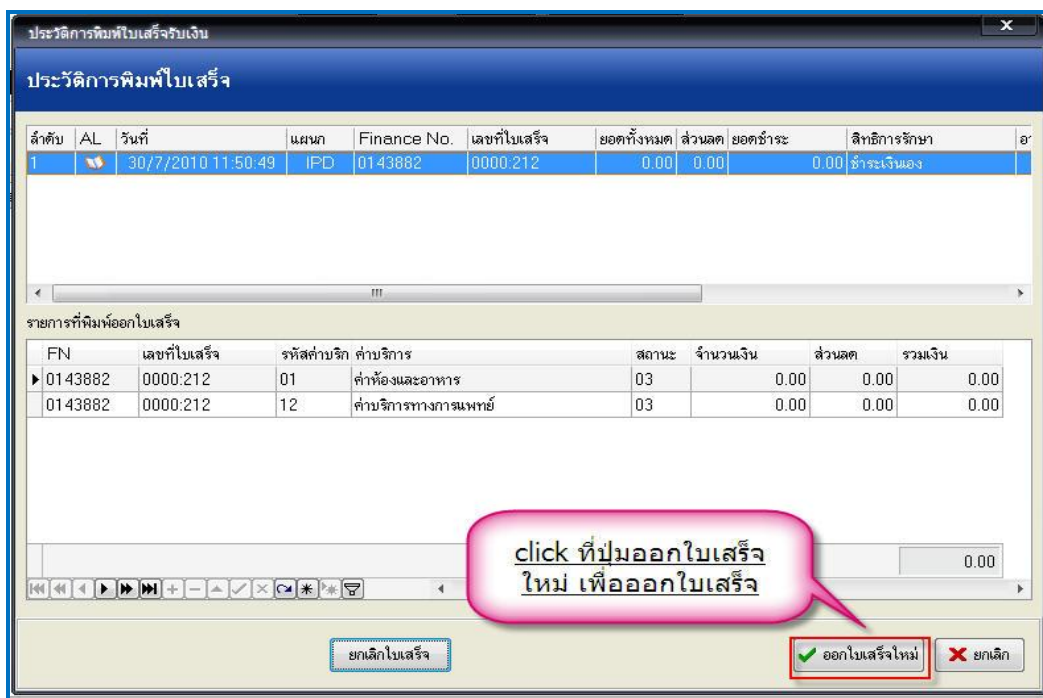 ประวัติการพิมพ์ใบเสร็จรับเงิน
x
ประวัติการพิมพ์ใบเสร็จ
ลำดับ AL วันที่ แผนก Finance No. เลขที่ใบเสร็จ ยอดทั้งหมด ส่วนลด ยอดชำระ สิทธิการรักษา
1 30/7/2010 11:50:49 IPD 0143882 0000:212 0.00 0.00 0.00 ชำระเงินเอง
รายการที่พิมพ์ออกใบเสร็จ
FN เลขที่ใบเสร็จ รหัสค่าบริก ค่าบริการ สถานะ จำนวนเงิน ส่วนลด รวมเงิน
0143882 0000:212 01 ค่าห้องและอาหาร 03 0.00 0.00 0.00
0143882 0000:212 12 ค่าบริการทางการแพทย์ 03 0.00 0.00 0.00
click ที่ปุ่มออกใบเสร็จ
ใหม่ เพื่อออกใบเสร็จ
0.00
ยกเลิกใบเสร็จ ออกใบเสร็จใหม่ ยกเลิก